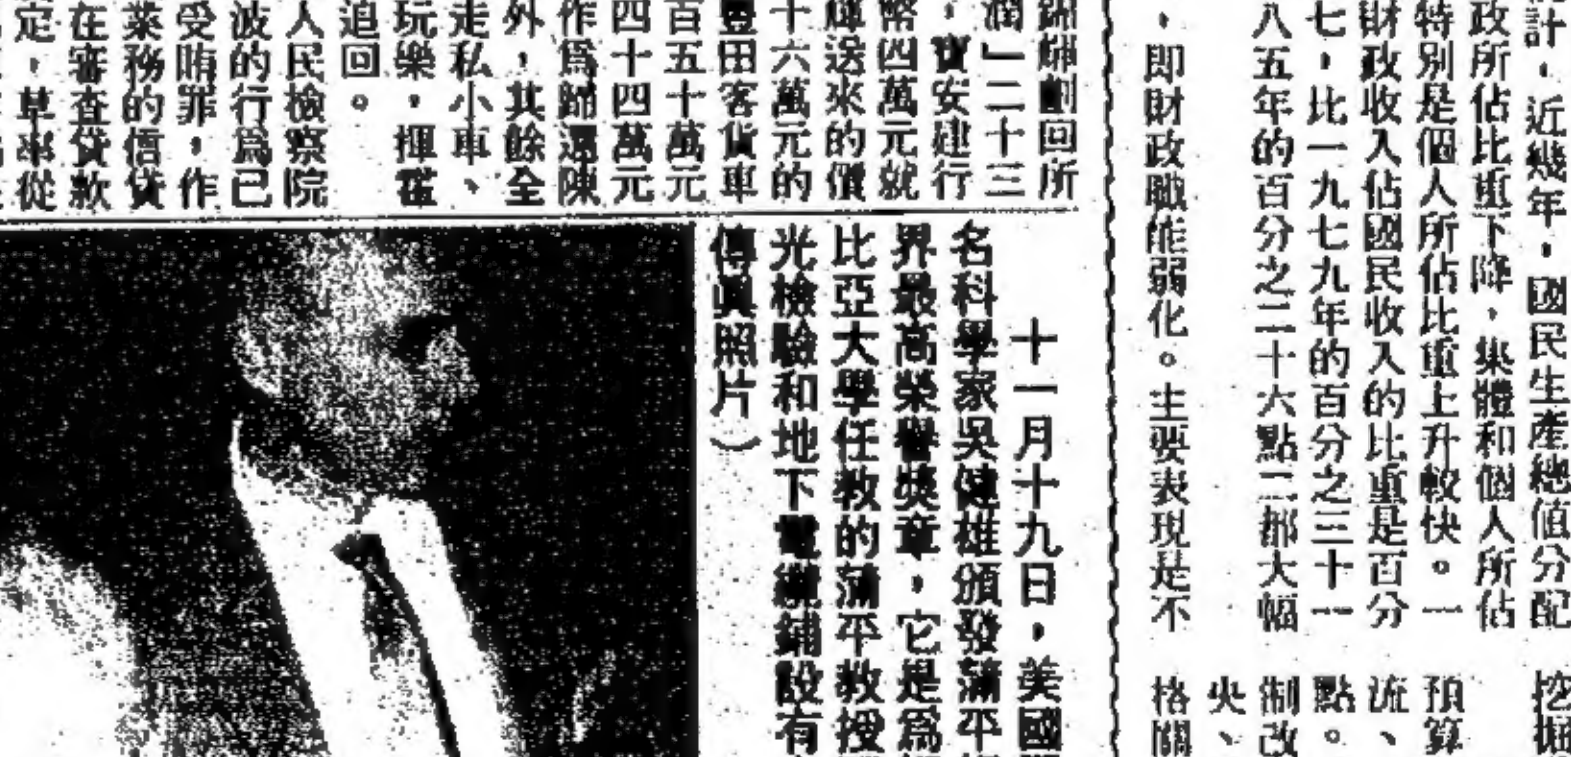 計，近幾年，國民生產總值分配
政所佔比重下降，集體和個人所佔
特別是個人所佔比重上升較快。一
財政收入佔國民收入的比重是百分
七，比一九七九年的百分之三十一
八五年的百分之二十六點二都大幅
，即財政職能弱化。主要表現是不
挖掘
預算
流、
點。
制改
央、
格關
劃回所
潤」二十三
，寶安建行
幣四萬元就
送來的價
十六萬元的
豐田客貨車
百五十萬元
四十四萬元
作爲歸還陳
外，其餘全
走私小車、
玩樂，揮霍
追回。
人民檢察院
波的行爲已
受賄罪，作
業務的信貸
在審查貸款
定，草率從
十一月十九日，美國
名科學家吳健雄頒發蒲平
界最高榮譽獎章，它是爲
比亞大學任教的蒲平教授
光檢驗和地下電纜鋪設有
傳眞照片）